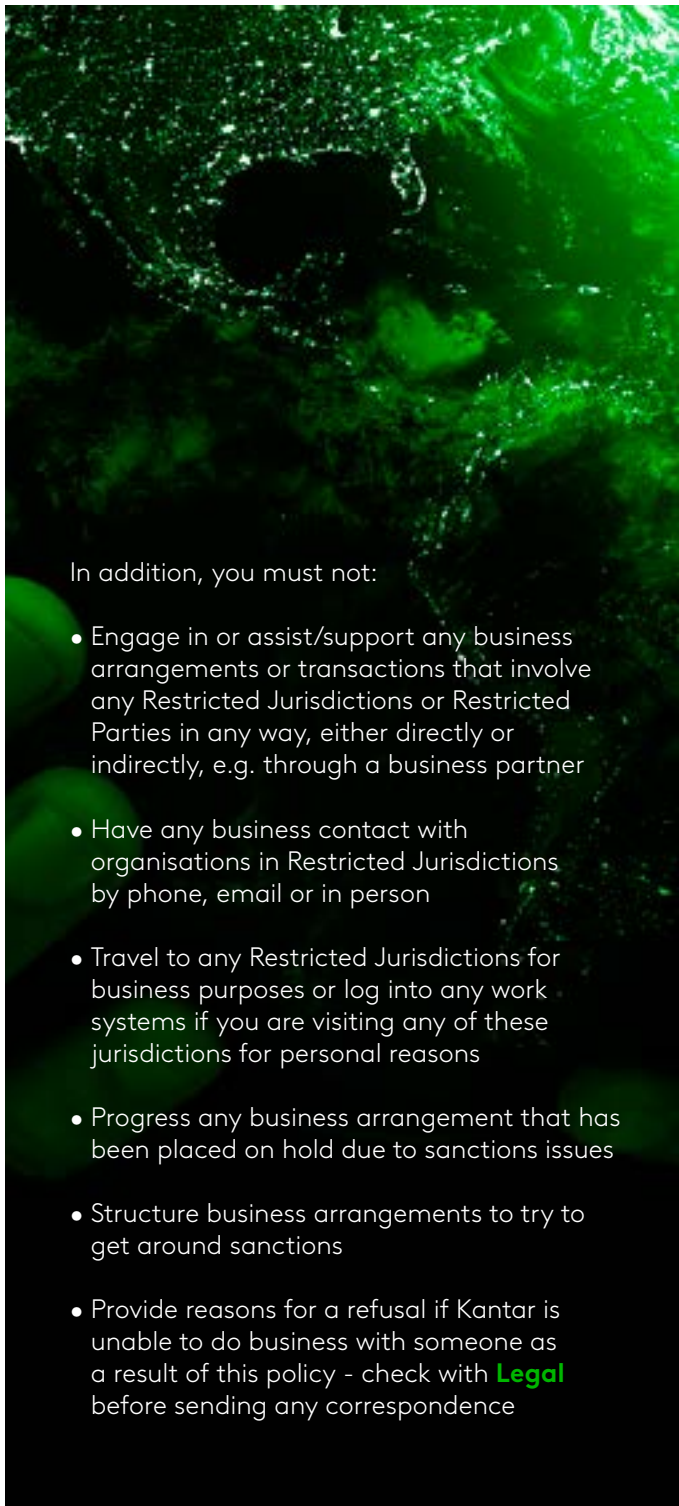 In addition, you must not:
• Engage in or assist/support any business
arrangements or transactions that involve
any Restricted Jurisdictions or Restricted
Parties in any way, either directly or
indirectly, e.g. through a business partner
• Have any business contact with
organisations in Restricted Jurisdictions
by phone, email or in person
• Travel to any Restricted Jurisdictions for
business purposes or log into any work
systems if you are visiting any of these
jurisdictions for personal reasons
• Progress any business arrangement that has
been placed on hold due to sanctions issues
• Structure business arrangements to try to
get around sanctions
• Provide reasons for a refusal if Kantar is
unable to do business with someone as
a result of this policy - check with Legal
before sending any correspondence